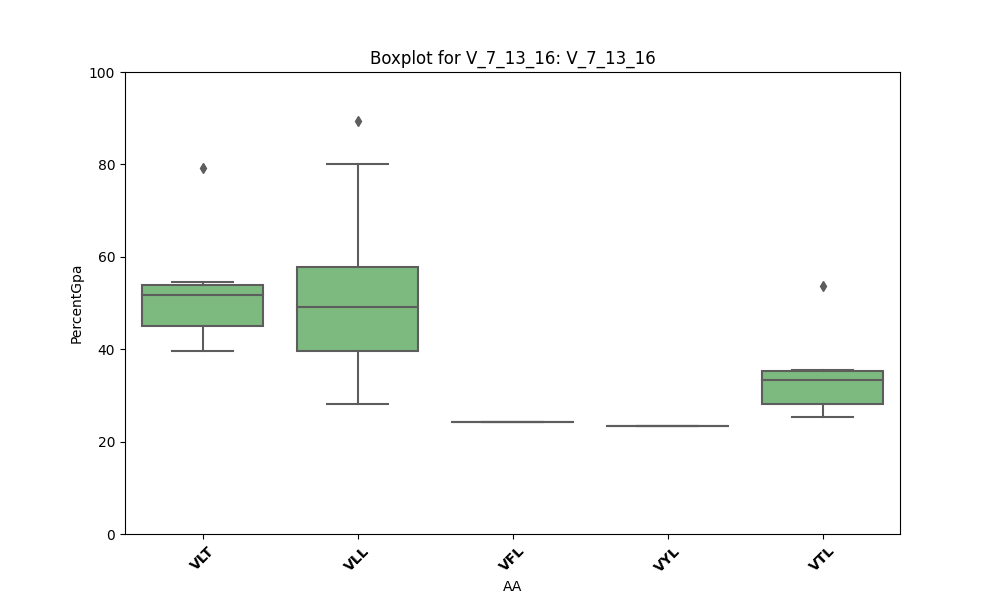 Boxplot for V_7_13_16: V_7_13_16
100
80
60
40
20
0
PercentGpa
VLT
VLL
VFL
VYL
VTL
AA